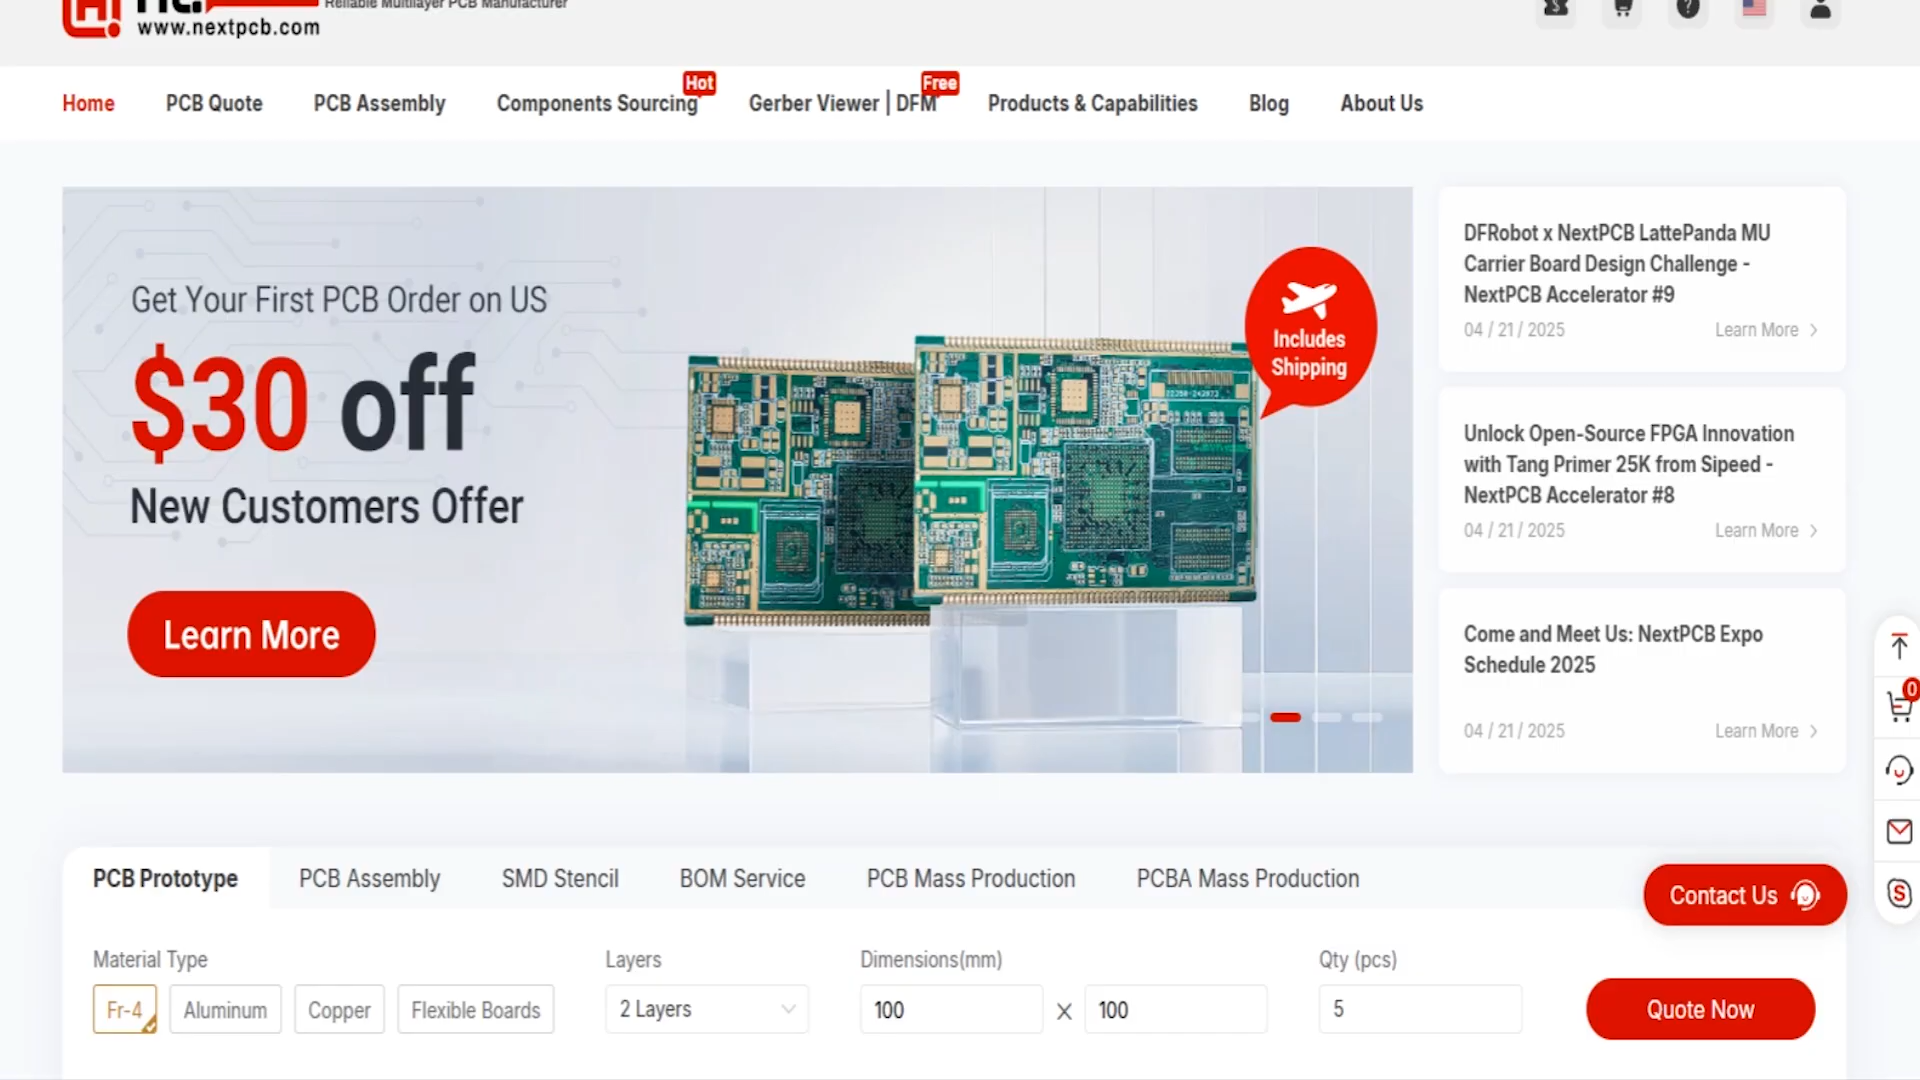 Reliable Multilayer PCB Manufacturer
www.nextpcb.com
Hot
Free
Home
PCB Quote
PCB Assembly
Components Sourcing
Gerber Viewer | DFM
Products & Capabilities
Blog
About Us
Get Your First PCB Order on US
$30 off
New Customers Offer
Learn More
Includes
Shipping
DFRobot x NextPCB LattePanda MU
Carrier Board Design Challenge -
NextPCB Accelerator #9
04 / 21 / 2025
Learn More
Unlock Open-Source FPGA Innovation
with Tang Primer 25K from Sipeed -
NextPCB Accelerator #8
04 / 21 / 2025
Learn More
Come and Meet Us: NextPCB Expo
Schedule 2025
04 / 21 / 2025
Learn More
0
PCB Prototype
PCB Assembly
SMD Stencil
BOM Service
PCB Mass Production
PCBA Mass Production
Contact Us
Material Type
Layers
Dimensions(mm)
Qty (pcs)
Fr-4
Aluminum
Copper
Flexible Boards
2 Layers
100
X
100
5
Quote Now